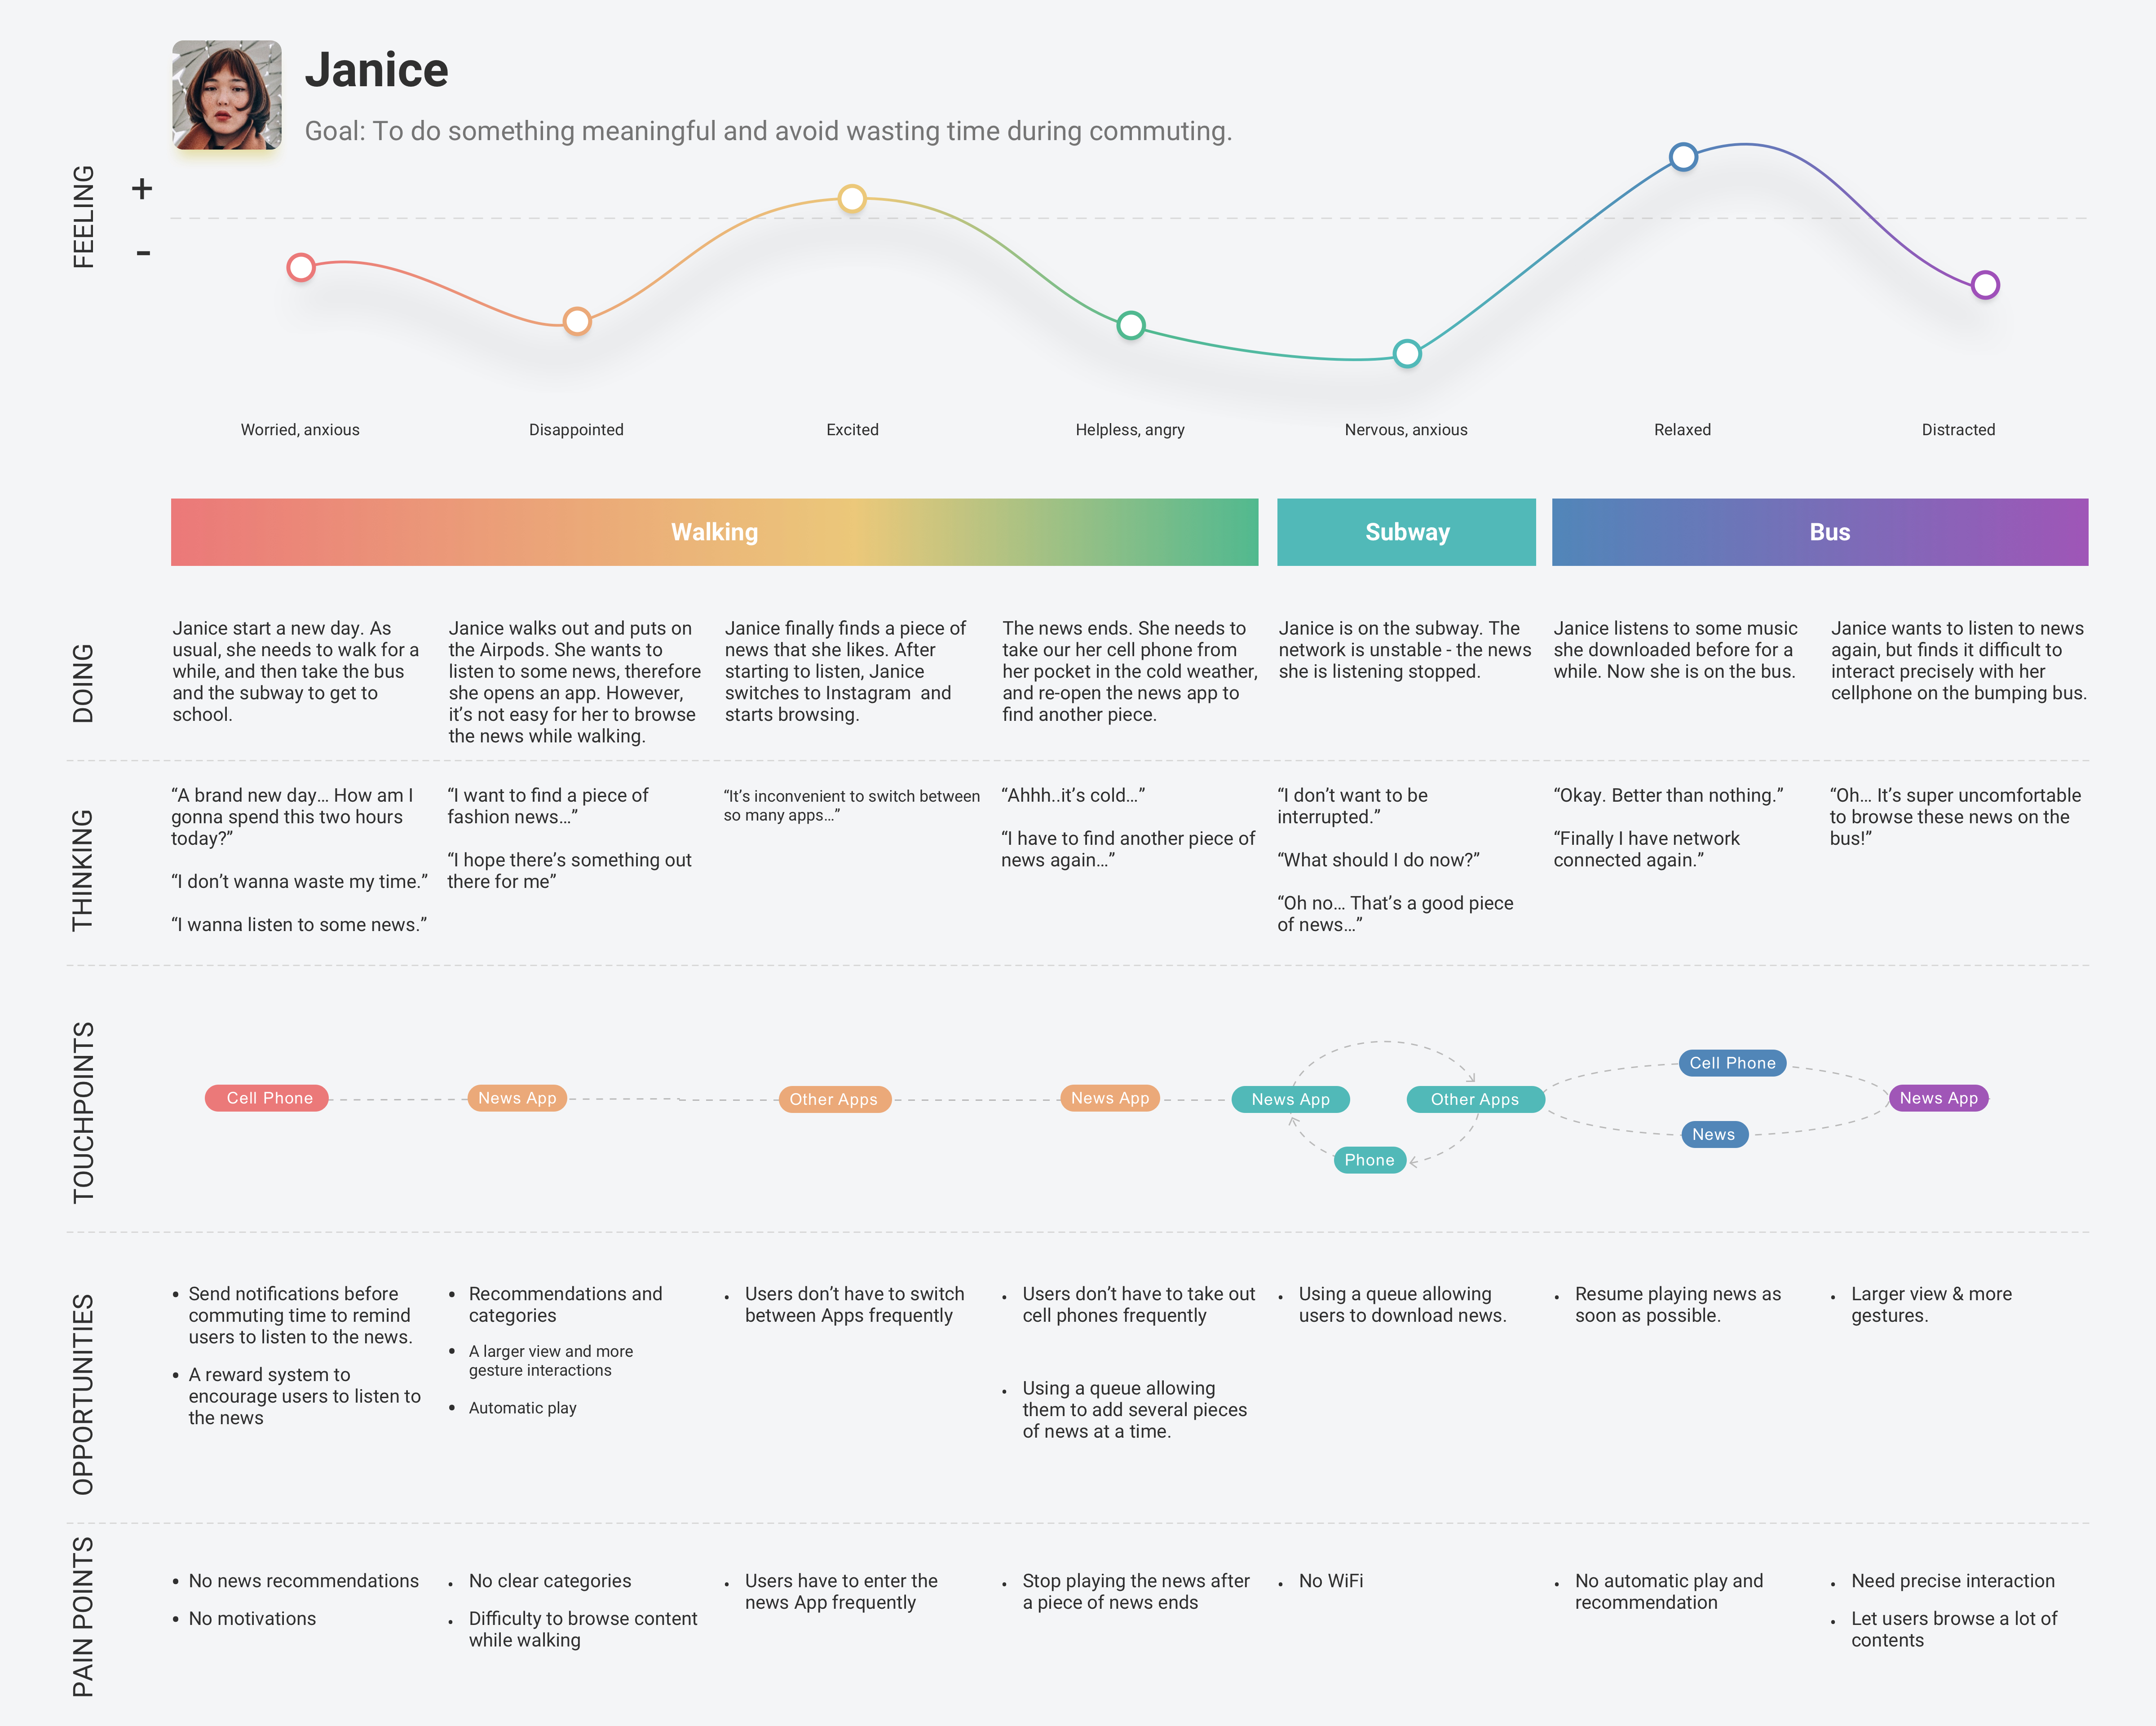 Janice
Goal: To do something meaningful and avoid wasting time during commuting.
FEELING
+
-
Worried, anxious
Disappointed
Excited
Helpless, angry
Nervous, anxious
Relaxed
Distracted
Walking
Subway
Bus
DOING
Janice start a new day. As
usual, she needs to walk for a
while, and then take the bus
and the subway to get to
school.
Janice walks out and puts on
the Airpods. She wants to
listen to some news, therefore
she opens an app. However,
it’s not easy for her to browse
the news while walking.
Janice finally finds a piece of
news that she likes. After
starting to listen, Janice
switches to Instagram and
starts browsing.
The news ends. She needs to
take our her cell phone from
her pocket in the cold weather,
and re-open the news app to
find another piece.
Janice is on the subway. The
network is unstable - the news
she is listening stopped.
Janice listens to some music
she downloaded before for a
while. Now she is on the bus.
Janice wants to listen to news
again, but finds it difficult to
interact precisely with her
cellphone on the bumping bus.
THINKING
“A brand new day… How am I
gonna spend this two hours
today?”
“I don’t wanna waste my time.”
“I wanna listen to some news.”
“I want to find a piece of
fashion news…”
“I hope there’s something out
there for me”
“It’s inconvenient to switch between
so many apps…”
“Ahhh..it’s cold…”
“I have to find another piece of
news again…”
“I don’t want to be
interrupted.”
“What should I do now?”
“Oh no… That’s a good piece
of news…”
“Okay. Better than nothing.”
“Finally I have network
connected again.”
“Oh… It’s super uncomfortable
to browse these news on the
bus!”
TOUCHPOINTS
Cell Phone
News App
Other Apps
News App
News App
Other Apps
Phone
Cell Phone
News
News App
OPPORTUNITIES
• Send notifications before
commuting time to remind
users to listen to the news.
• A reward system to
encourage users to listen to
the news
• Recommendations and
categories
• A larger view and more
gesture interactions
• Automatic play
• Users don’t have to switch
between Apps frequently
• Users don’t have to take out
cell phones frequently
• Using a queue allowing
them to add several pieces
of news at a time.
• Using a queue allowing
users to download news.
• Resume playing news as
soon as possible.
• Larger view & more
gestures.
PAIN POINTS
• No news recommendations
• No motivations
• No clear categories
• Difficulty to browse content
while walking
• Users have to enter the
news App frequently
• Stop playing the news after
a piece of news ends
• No WiFi
• No automatic play and
recommendation
• Need precise interaction
• Let users browse a lot of
contents